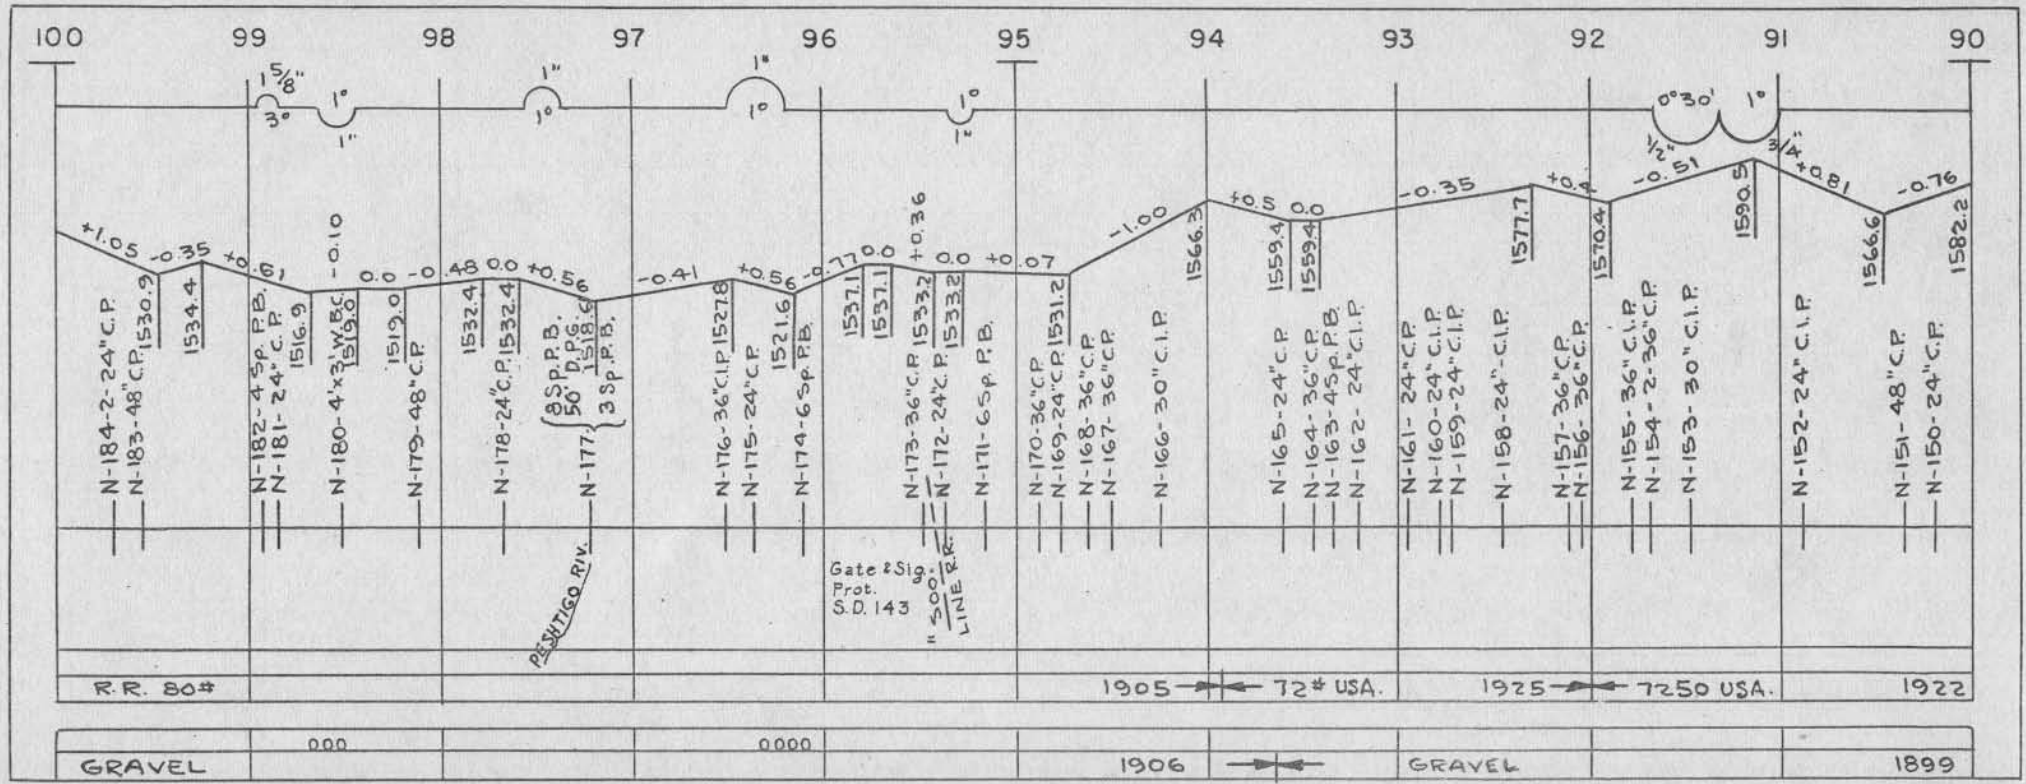 100 99 98 97 96 95 94 93 92 91 90
1 5/8" 1° 1" 1" 1° 0°30' 1°
3° 1" 1° 1° 1" 1/2" 3/4"
+1.05 -0.35 +0.61 -0.10 0.0 -0.48 0.0 +0.56 -0.41 +0.56 -0.77 0.0 +0.36 0.0 +0.07 -1.00 +0.5 0.0 -0.35 +0.4 -0.51 +0.81 -0.76
1530.9 1534.4 1516.9 1519.0 1519.0 1532.4 1532.4 1518.6 1527.8 1521.6 1537.1 1537.1 1533.2 1533.2 1531.2 1566.3 1559.4 1559.4 1577.7 1570.4 1590.5 1566.6 1582.2
N-184-2-24" C.P.
N-183-48" C.P.
N-182-4 Sp. P.B.
N-181-24" C.P.
N-180-4'x3' W.B.C.
N-179-48" C.P.
N-178-24" C.P.
N-177-
8 Sp. P.B.
50' D.P.G.
3 Sp. P.B.
N-176-36" C.I.P.
N-175-24" C.P.
N-174-6 Sp. P.B.
N-173-36" C.P.
N-172-24" C.P.
N-171-6 Sp. P.B.
N-170-36" C.P.
N-169-24" C.P.
N-168-36" C.P.
N-167-36" C.P.
N-166-30" C.I.P.
N-165-24" C.P.
N-164-36" C.P.
N-163-4 Sp. P.B.
N-162-24" C.I.P.
N-161-24" C.P.
N-160-24" C.I.P.
N-159-24" C.I.P.
N-158-24"-C.I.P.
N-157-36" C.P.
N-156-36" C.P.
N-155-36" C.I.P.
N-154-2-36" C.P.
N-153-30" C.I.P.
N-152-24" C.I.P.
N-151-48" C.P.
N-150-24" C.P.
PESHTIGO RIV.
Gate & Sig.
Prot.
S.D. 143
"SOO"
LINE R.R.
R.R. 80# 1905 72# USA. 1925 7250 USA. 1922
000 0000
GRAVEL 1906 GRAVEL 1899